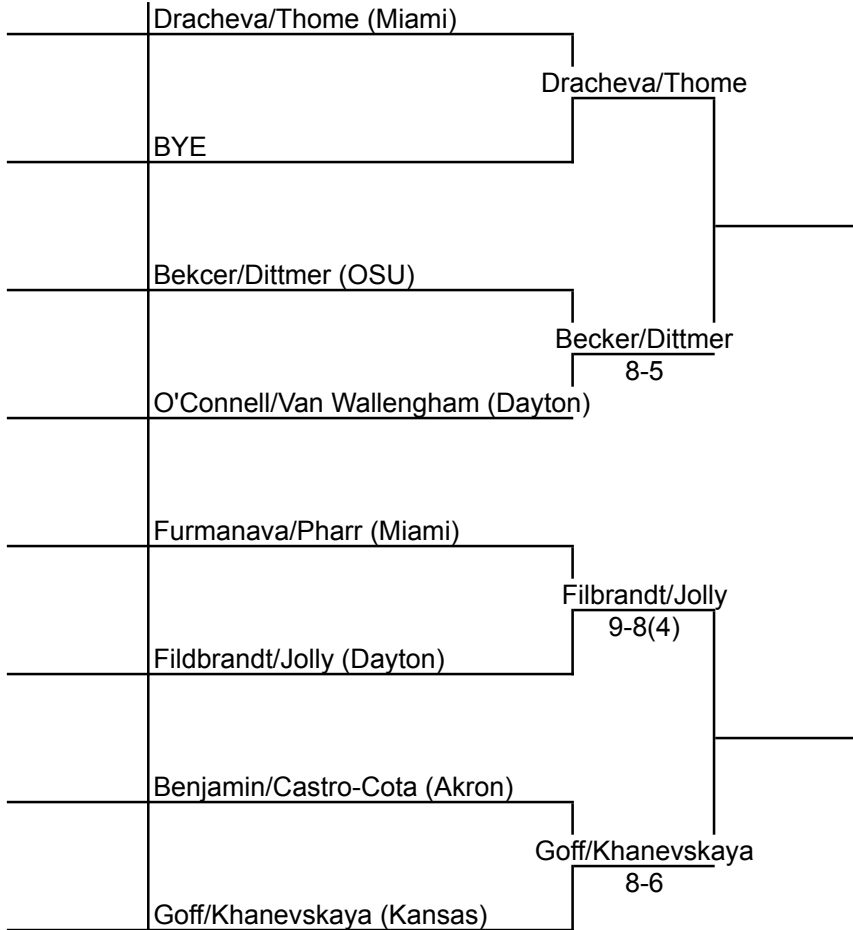 Dracheva/Thome (Miami)
Dracheva/Thome
BYE
Bekcer/Dittmer (OSU)
Becker/Dittmer
8-5
O'Connell/Van Wallengham (Dayton)
Furmanava/Pharr (Miami)
Filbrandt/Jolly
9-8(4)
Fildbrandt/Jolly (Dayton)
Benjamin/Castro-Cota (Akron)
Goff/Khanevskaya
8-6
Goff/Khanevskaya (Kansas)